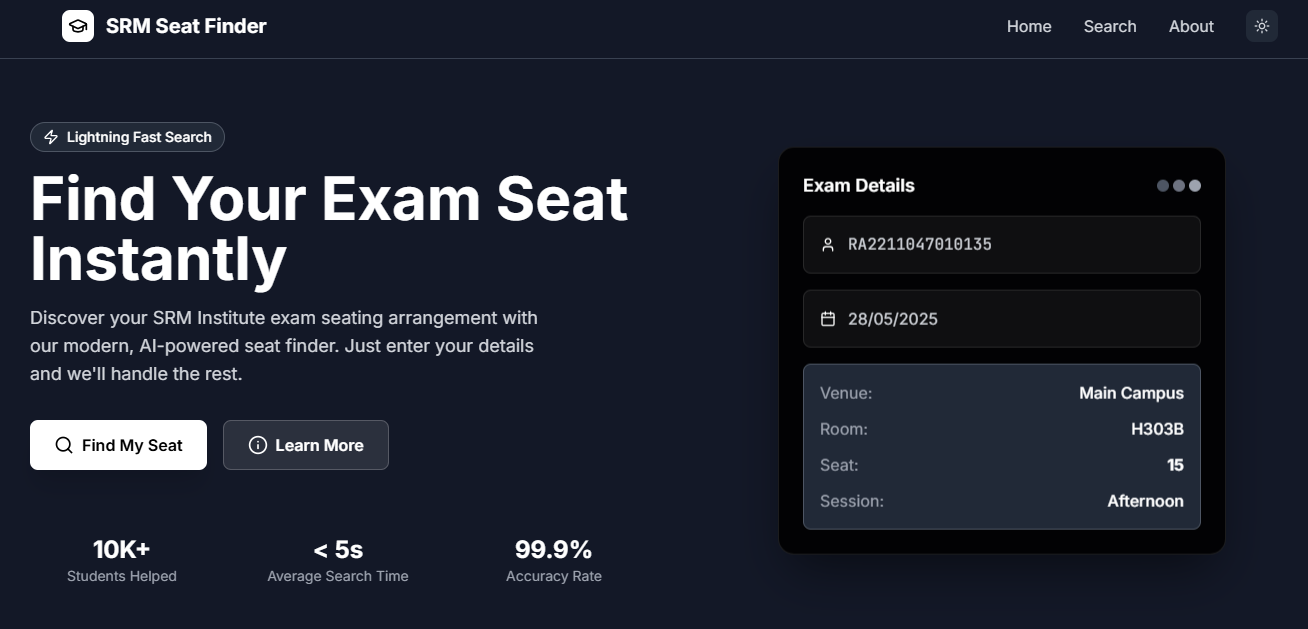 SRM Seat Finder
Home Search About
Lightning Fast Search
Find Your Exam Seat
Instantly
Discover your SRM Institute exam seating arrangement with
our modern, AI-powered seat finder. Just enter your details
and we'll handle the rest.
Find My Seat Learn More
10K+ < 5s 99.9%
Students Helped Average Search Time Accuracy Rate
Exam Details
RA2211047010135
28/05/2025
Venue: Main Campus
Room: H303B
Seat: 15
Session: Afternoon